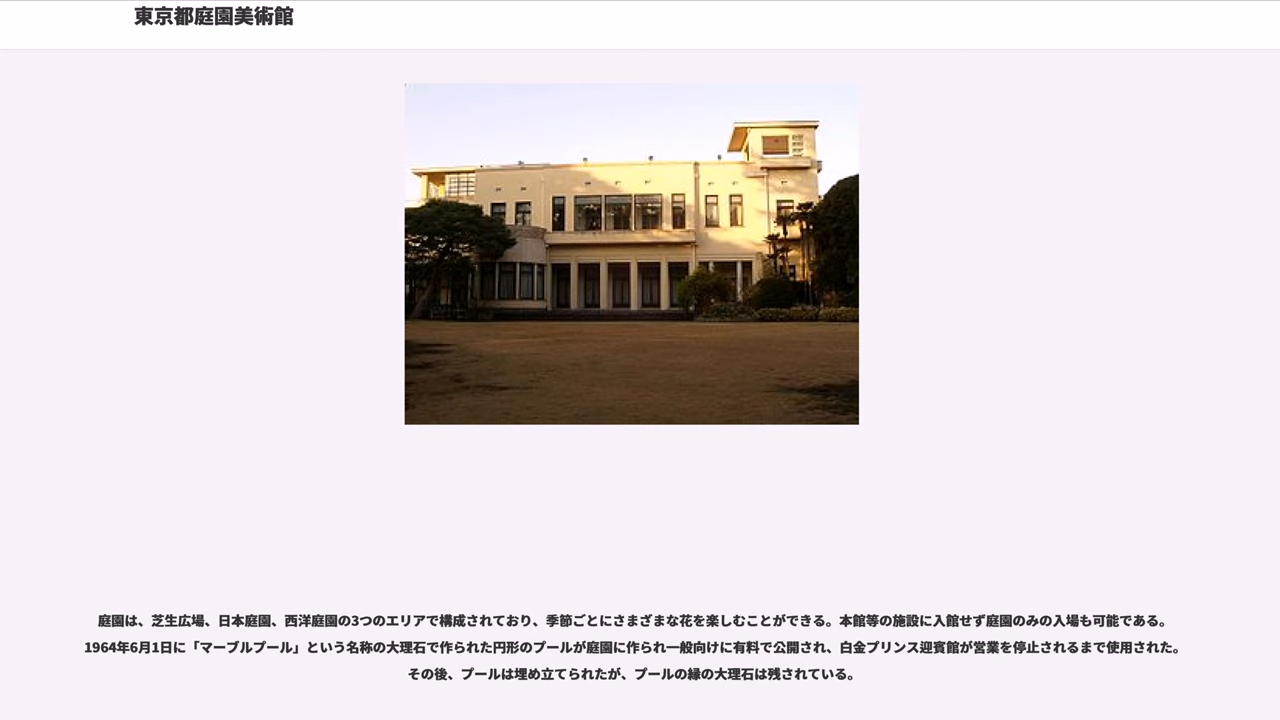 東京都庭園美術館
庭園は、芝生広場、日本庭園、西洋庭園の3つのエリアで構成されており、季節ごとにさまざまな花を楽しむことができる。本館等の施設に入館せず庭園のみの入場も可能である。
1964年6月1日に「マーブルプール」という名称の大理石で作られた円形のプールが庭園に作られ一般向けに有料で公開され、白金プリンス迎賓館が営業を停止されるまで使用された。
その後、プールは埋め立てられたが、プールの縁の大理石は残されている。